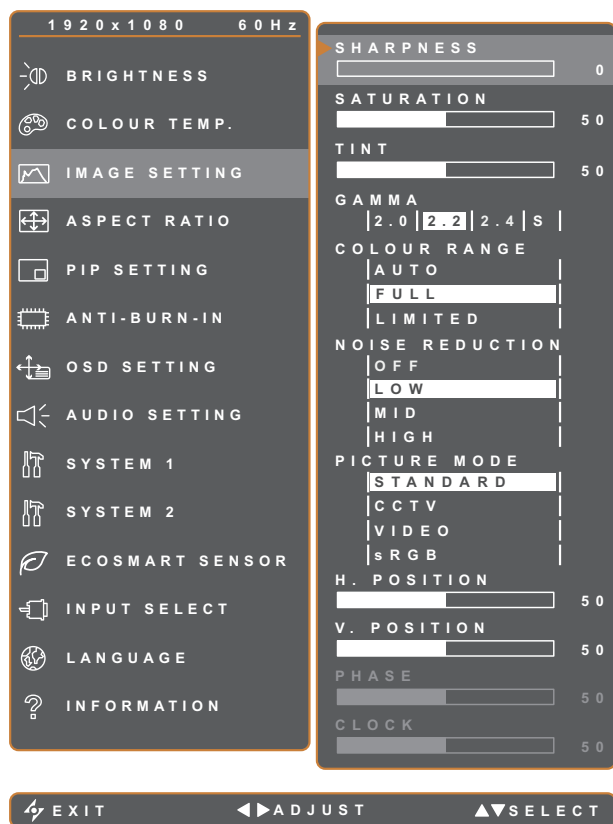 1920x1080 60Hz
BRIGHTNESS
COLOUR TEMP.
IMAGE SETTING
ASPECT RATIO
PIP SETTING
ANTI-BURN-IN
OSD SETTING
AUDIO SETTING
SYSTEM 1
SYSTEM 2
ECOSMART SENSOR
INPUT SELECT
LANGUAGE
INFORMATION
SHARPNESS
0
SATURATION
50
TINT
50
GAMMA
2.0 2.2 2.4 S
COLOUR RANGE
AUTO
FULL
LIMITED
NOISE REDUCTION
OFF
LOW
MID
HIGH
PICTURE MODE
STANDARD
CCTV
VIDEO
sRGB
H. POSITION
50
V. POSITION
50
PHASE
50
CLOCK
50
EXIT ADJUST SELECT